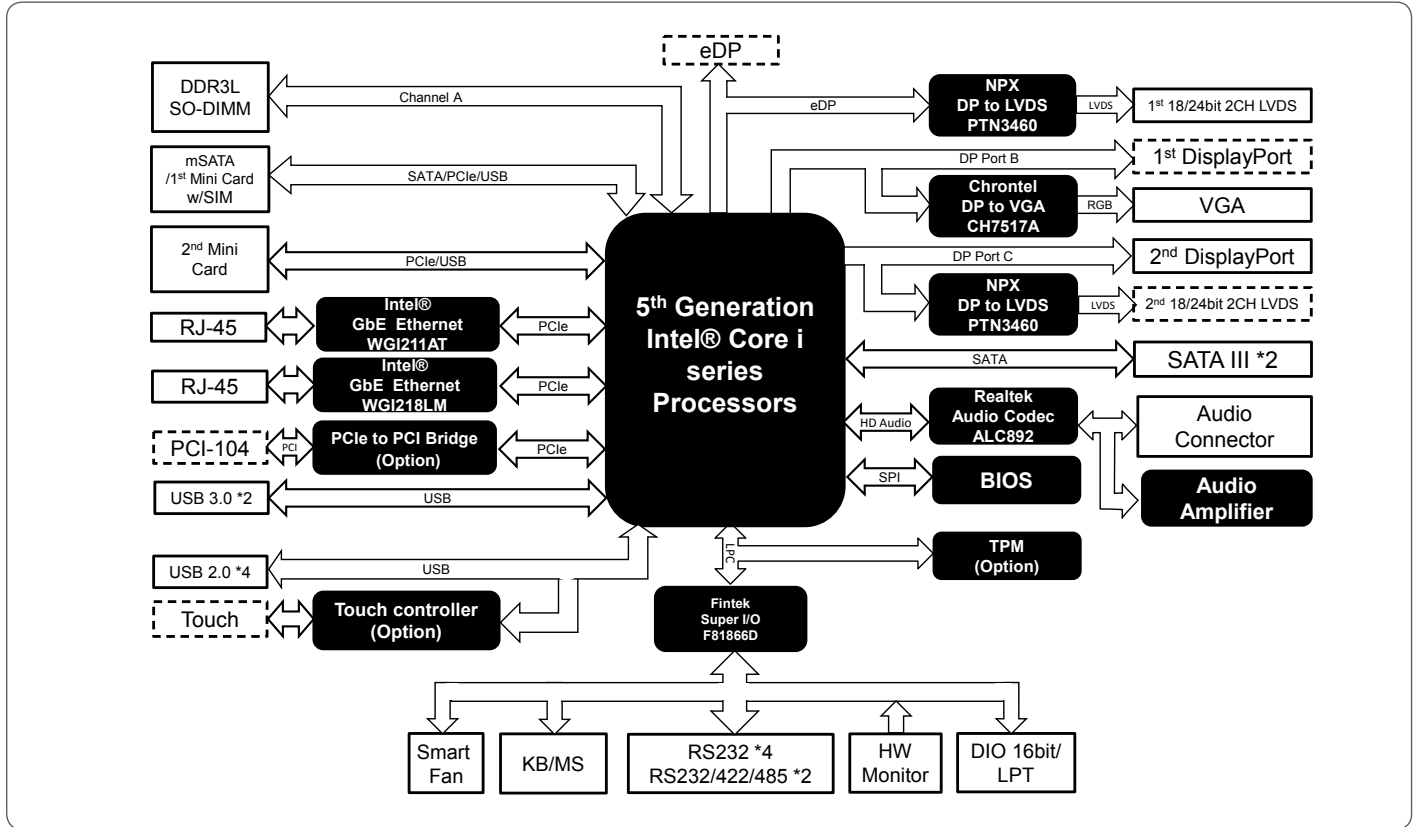 eDP
DDR3L
SO-DIMM
Channel A
eDP
NPX
DP to LVDS
PTN3460
LVDS
1st 18/24bit 2CH LVDS
mSATA
/1st Mini Card
w/SIM
SATA/PCIe/USB
DP Port B
1st DisplayPort
Chrontel
DP to VGA
CH7517A
RGB
VGA
2nd Mini
Card
PCIe/USB
DP Port C
2nd DisplayPort
NPX
DP to LVDS
PTN3460
LVDS
2nd 18/24bit 2CH LVDS
5th Generation
Intel® Core i
series
Processors
RJ-45
Intel®
GbE Ethernet
WGI211AT
PCIe
SATA
SATA III *2
RJ-45
Intel®
GbE Ethernet
WGI218LM
PCIe
HD Audio
Realtek
Audio Codec
ALC892
Audio
Connector
PCI-104
PCI
PCIe to PCI Bridge
(Option)
PCIe
SPI
BIOS
Audio
Amplifier
USB 3.0 *2
USB
LPC
TPM
(Option)
USB 2.0 *4
USB
Touch
Touch controller
(Option)
Fintek
Super I/O
F81866D
Smart
Fan
KB/MS
RS232 *4
RS232/422/485 *2
HW
Monitor
DIO 16bit/
LPT